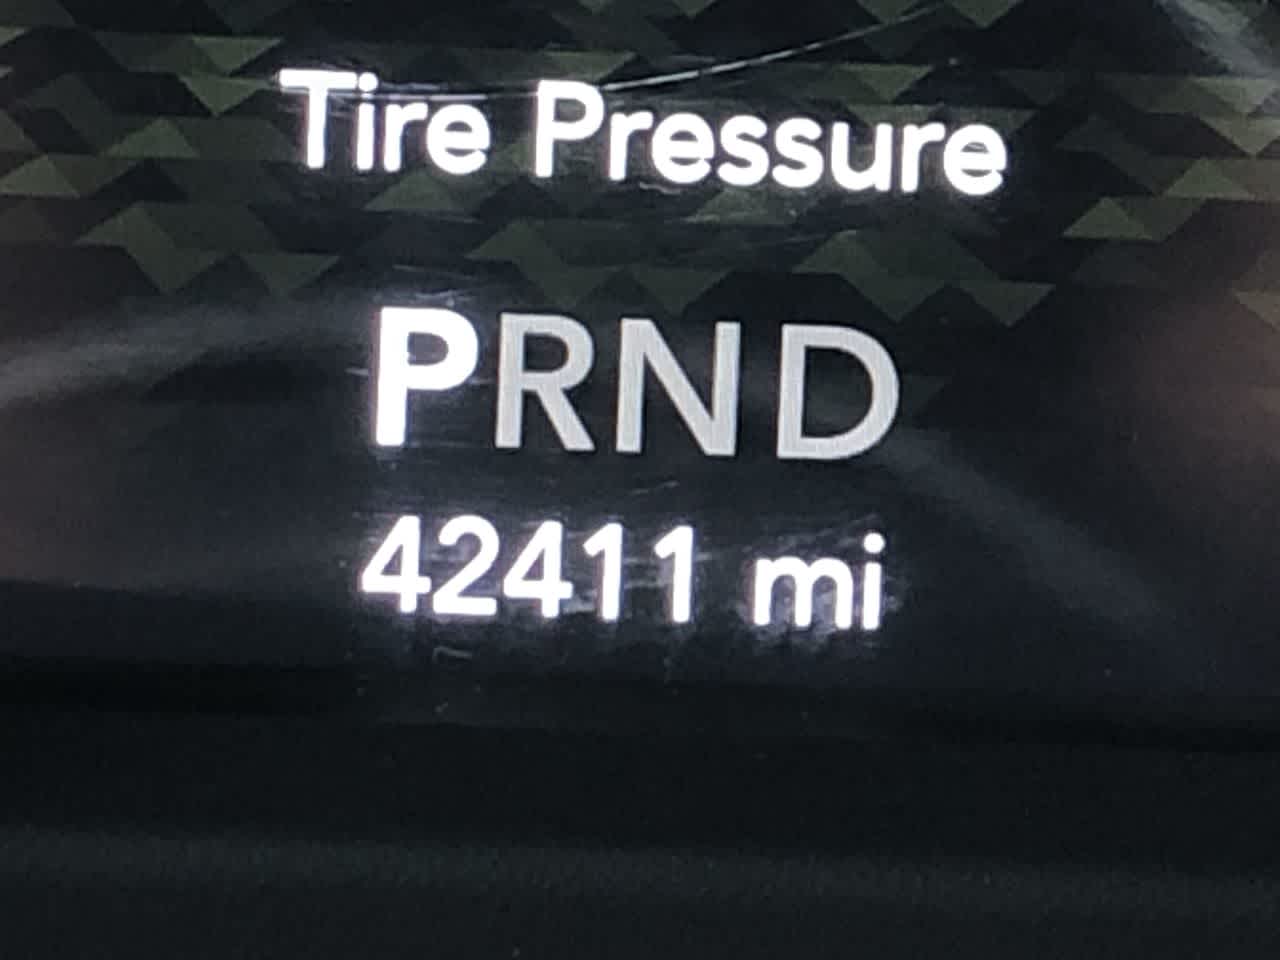 Tire Pressure
PRND
42411 mi